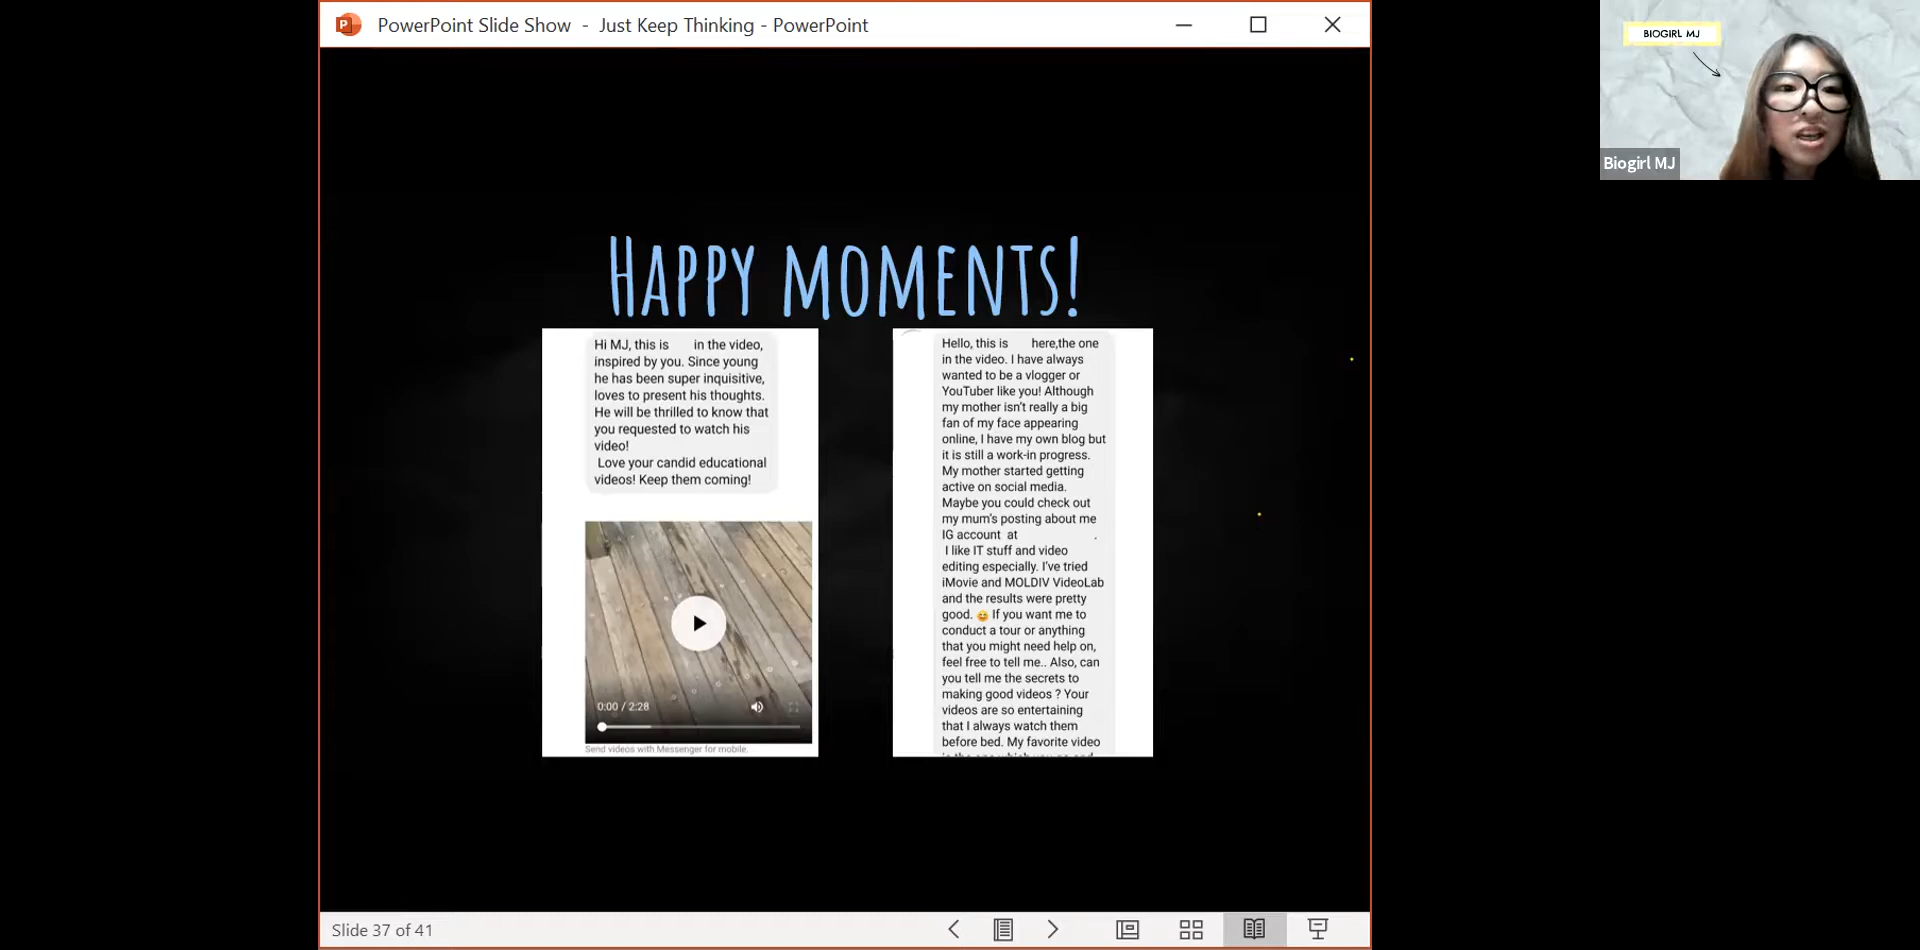 PowerPoint Slide Show - Just Keep Thinking - PowerPoint
BIOGIRL MJ
Biogirl MJ
HAPPY MOMENTS!
Hi MJ, this is in the video,
inspired by you. Since young
he has been super inquisitive,
loves to present his thoughts.
He will be thrilled to know that
you requested to watch his
video!
Love your candid educational
videos! Keep them coming!
0:00 / 2:28
Send videos with Messenger for mobile.
Hello, this is here,the one
in the video. I have always
wanted to be a vlogger or
YouTuber like you! Although
my mother isn't really a big
fan of my face appearing
online, I have my own blog but
it is still a work-in progress.
My mother started getting
active on social media.
Maybe you could check out
my mum's posting about me
IG account at .
I like IT stuff and video
editing especially. I've tried
iMovie and MOLDIV VideoLab
and the results were pretty
good. 😊 If you want me to
conduct a tour or anything
that you might need help on,
feel free to tell me.. Also, can
you tell me the secrets to
making good videos ? Your
videos are so entertaining
that I always watch them
before bed. My favorite video
Slide 37 of 41